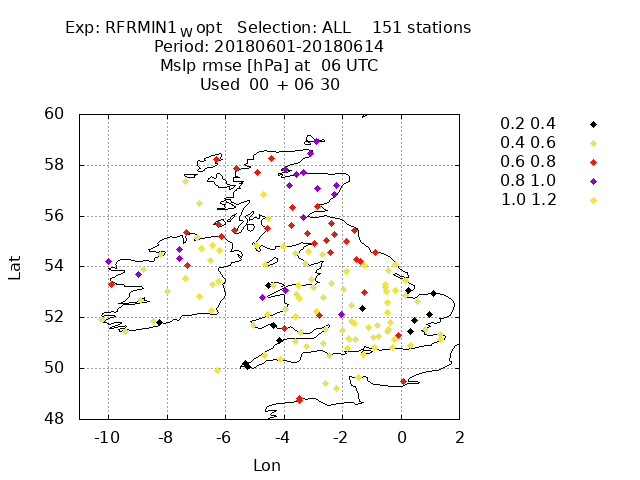 Exp: RFRMIN1_W opt Selection: ALL 151 stations
Period: 20180601-20180614
Mslp rmse [hPa] at 06 UTC
Used 00 + 06 30
60
58
56
54
52
50
48
-10 -8 -6 -4 -2 0 2
Lat
Lon
0.2 0.4
0.4 0.6
0.6 0.8
0.8 1.0
1.0 1.2